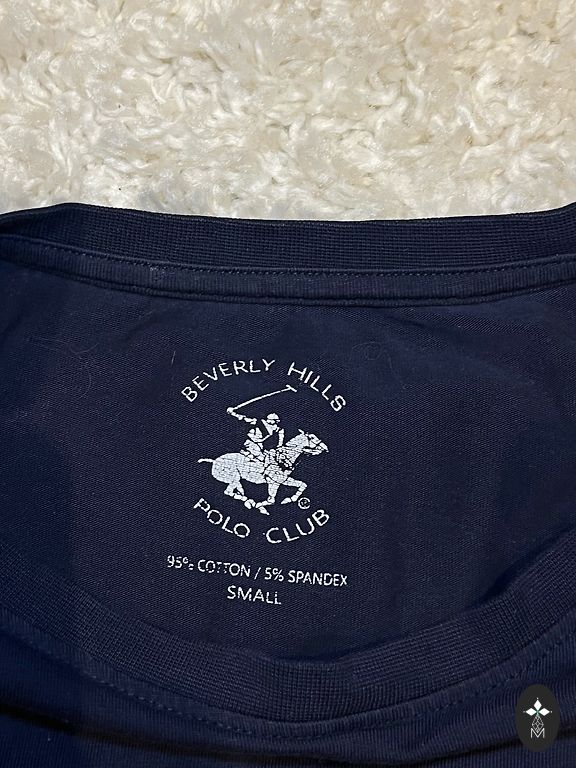 BEVERLY HILLS
POLO CLUB
95% COTTON / 5% SPANDEX
SMALL